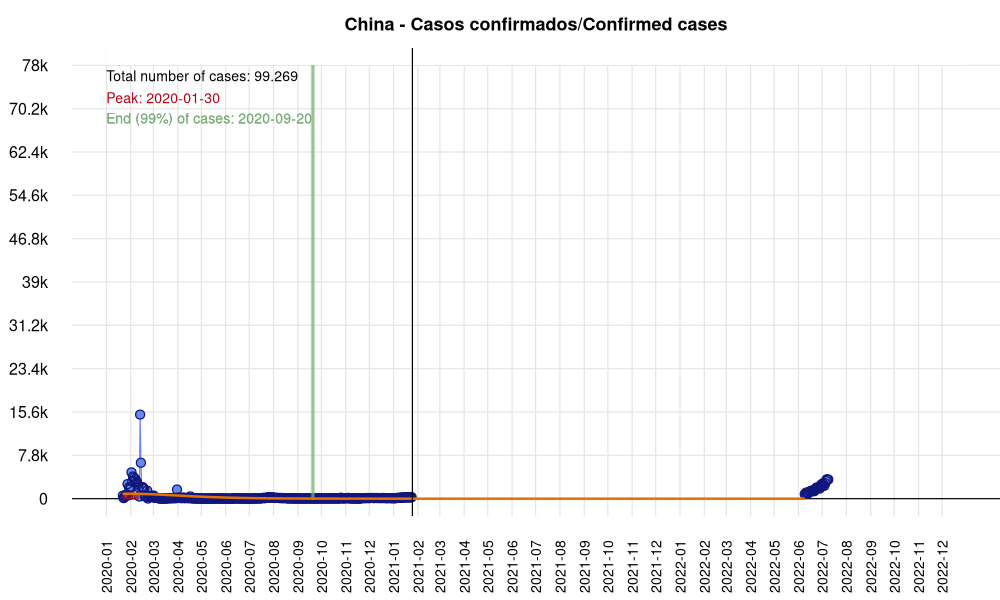 China - Casos confirmados/Confirmed cases
78k
Total number of cases: 99.269
Peak: 2020-01-30
70.2k
End (99%) of cases: 2020-09-20
62.4k
54.6k
46.8k
39k
31.2k
23.4k
15.6k
7.8k
0
2020-01
2020-02
2020-03
2020-04
2020-05
2020-06
2020-07
2020-08
2020-09
2020-10
2020-11
2020-12
2021-01
2021-02
2021-03
2021-04
2021-05
2021-06
2021-07
2021-08
2021-09
2021-10
2021-11
2021-12
2022-01
2022-02
2022-03
2022-04
2022-05
2022-06
2022-07
2022-08
2022-09
2022-10
2022-11
2022-12